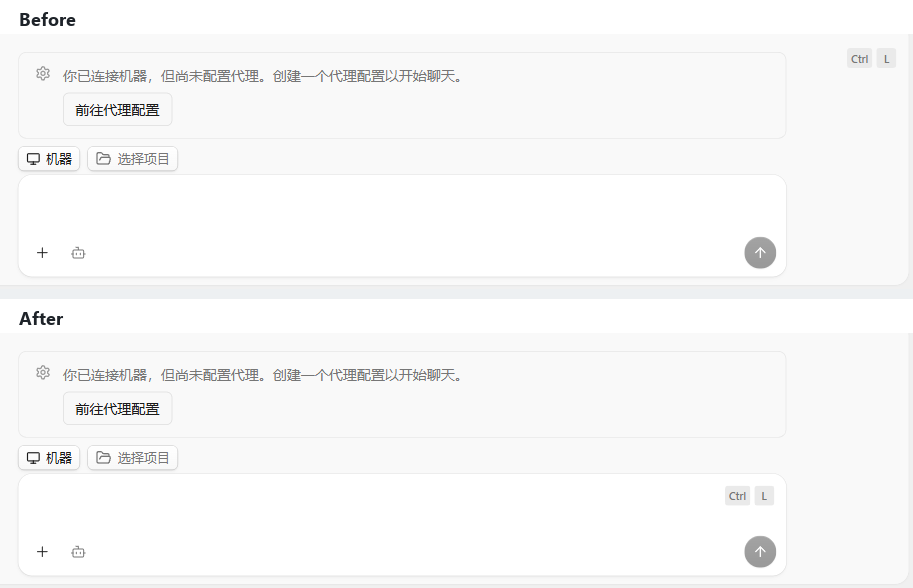 Before
Ctrl L
你已连接机器，但尚未配置代理。创建一个代理配置以开始聊天。
前往代理配置
机器 选择项目
After
你已连接机器，但尚未配置代理。创建一个代理配置以开始聊天。
前往代理配置
机器 选择项目
Ctrl L